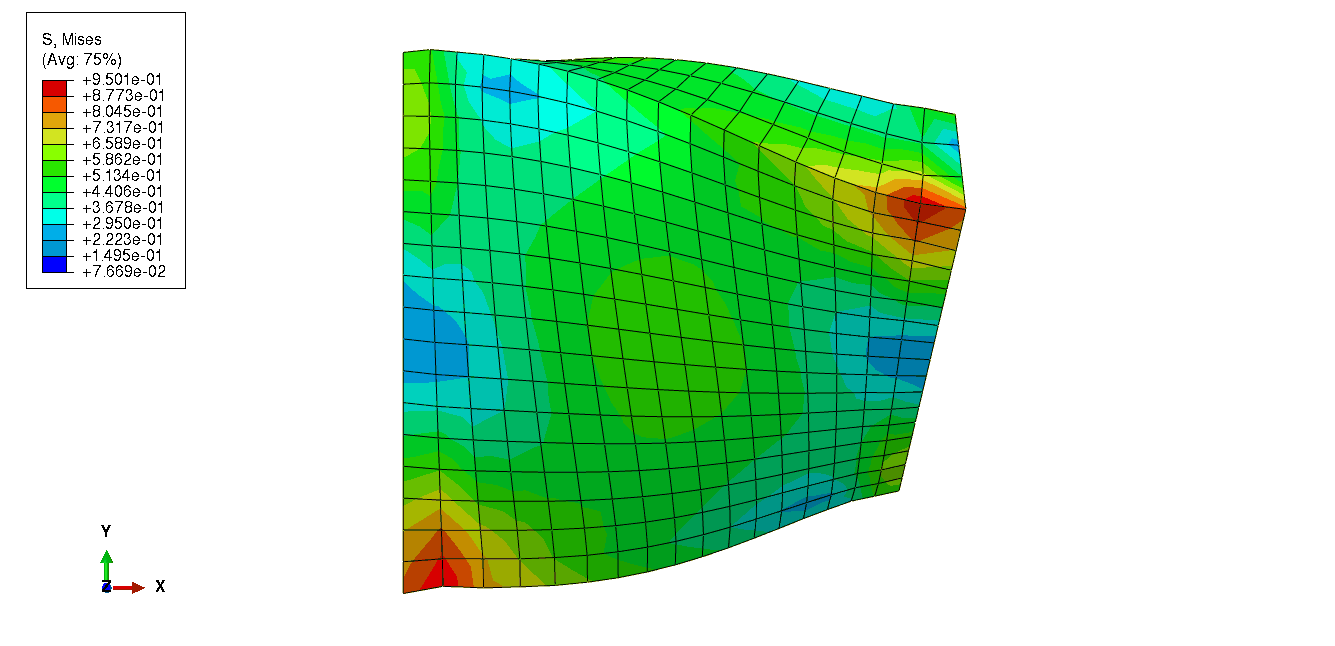 S, Mises
(Avg: 75%)
+9.501e-01
+8.773e-01
+8.045e-01
+7.317e-01
+6.589e-01
+5.862e-01
+5.134e-01
+4.406e-01
+3.678e-01
+2.950e-01
+2.223e-01
+1.495e-01
+7.669e-02
Y
Z
X